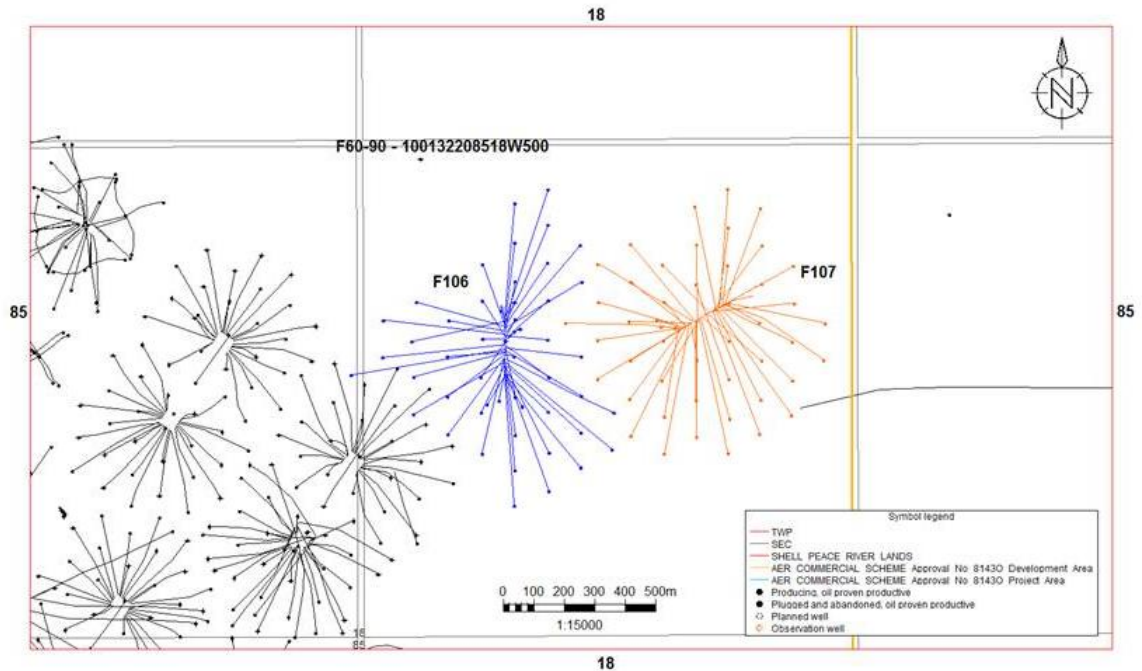 18
F60-90 - 100132208518W500
F106
F107
85
85
Symbol legend
TWP
SEC
SHELL PEACE RIVER LANDS
AER COMMERCIAL SCHEME Approval No 8143O Development Area
AER COMMERCIAL SCHEME Approval No 8143O Project Area
Producing, oil proven productive
Plugged and abandoned, oil proven productive
Planned well
Observation well
0 100 200 300 400 500m
1:15000
18